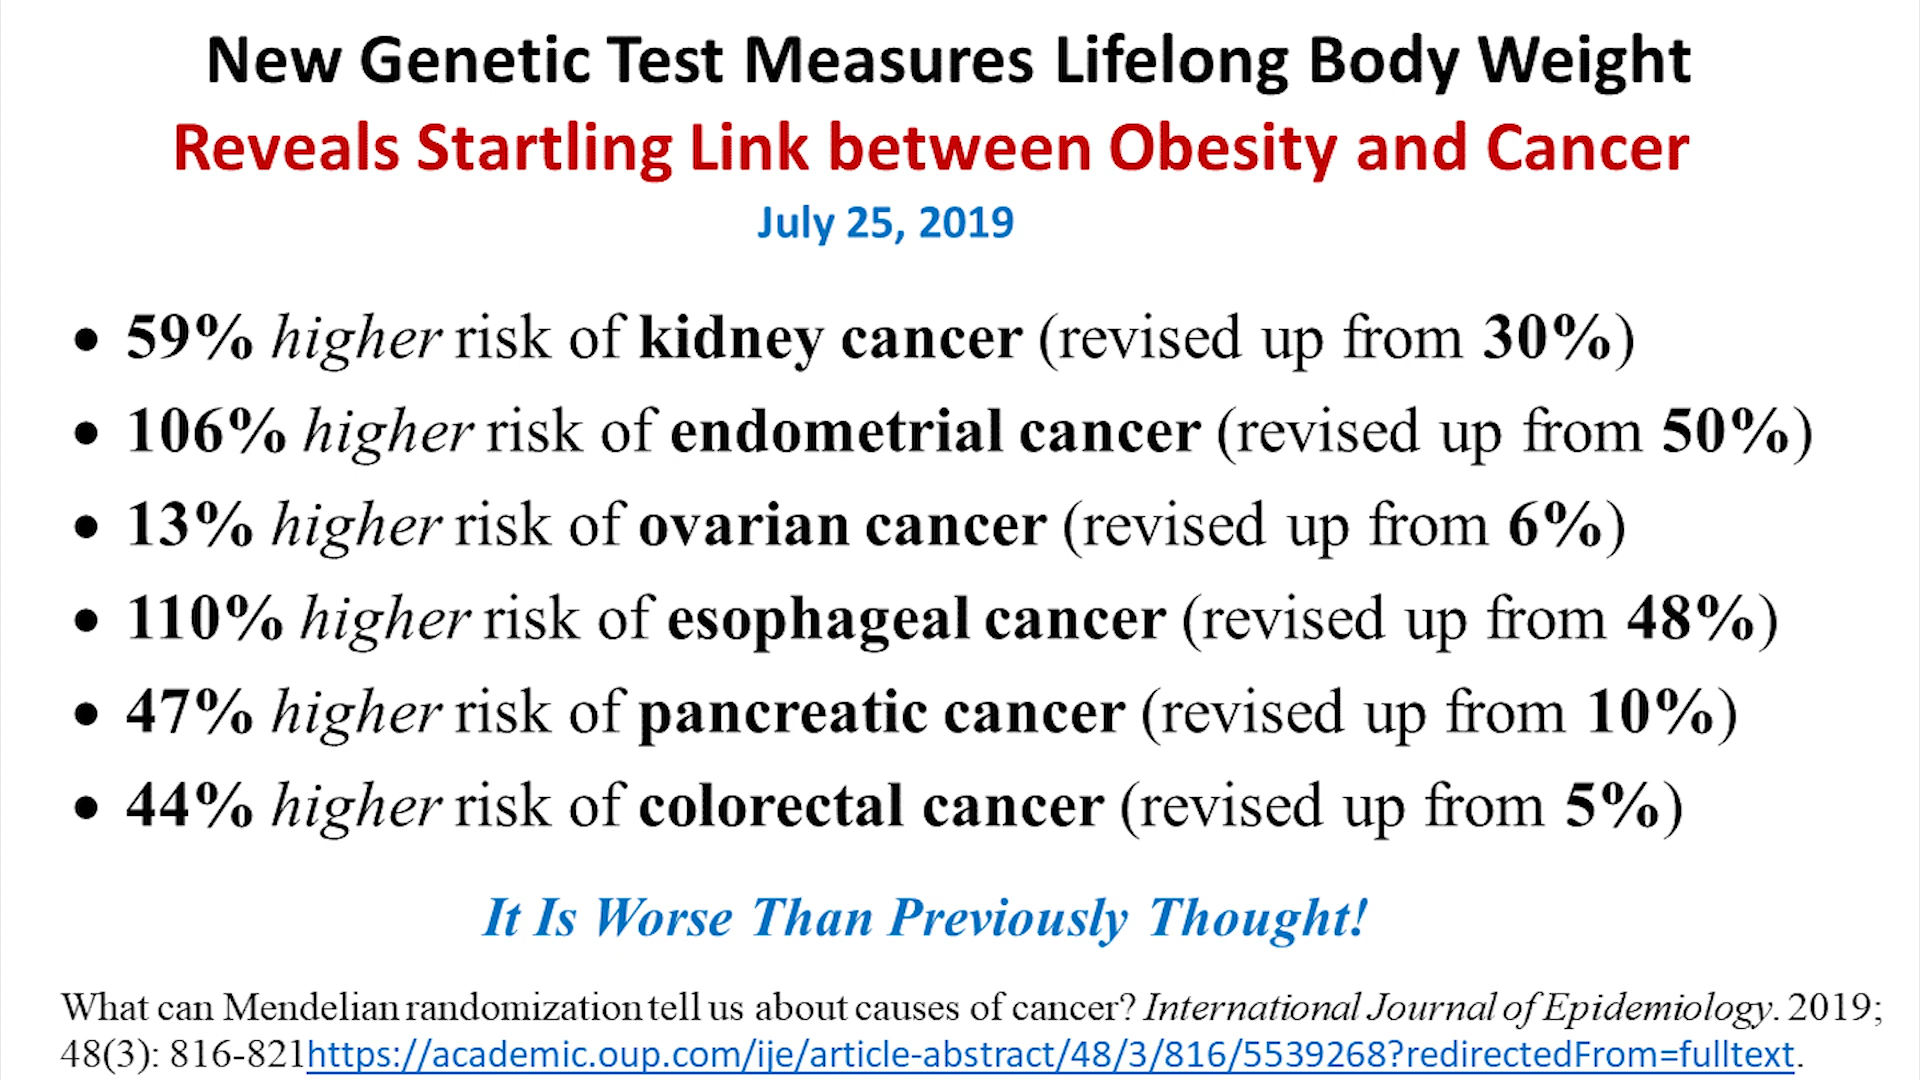 New Genetic Test Measures Lifelong Body Weight
Reveals Startling Link between Obesity and Cancer
July 25, 2019
• 59% higher risk of kidney cancer (revised up from 30%)
• 106% higher risk of endometrial cancer (revised up from 50%)
• 13% higher risk of ovarian cancer (revised up from 6%)
• 110% higher risk of esophageal cancer (revised up from 48%)
• 47% higher risk of pancreatic cancer (revised up from 10%)
• 44% higher risk of colorectal cancer (revised up from 5%)
It Is Worse Than Previously Thought!
What can Mendelian randomization tell us about causes of cancer? International Journal of Epidemiology. 2019;
48(3): 816-821https://academic.oup.com/ije/article-abstract/48/3/816/5539268?redirectedFrom=fulltext.